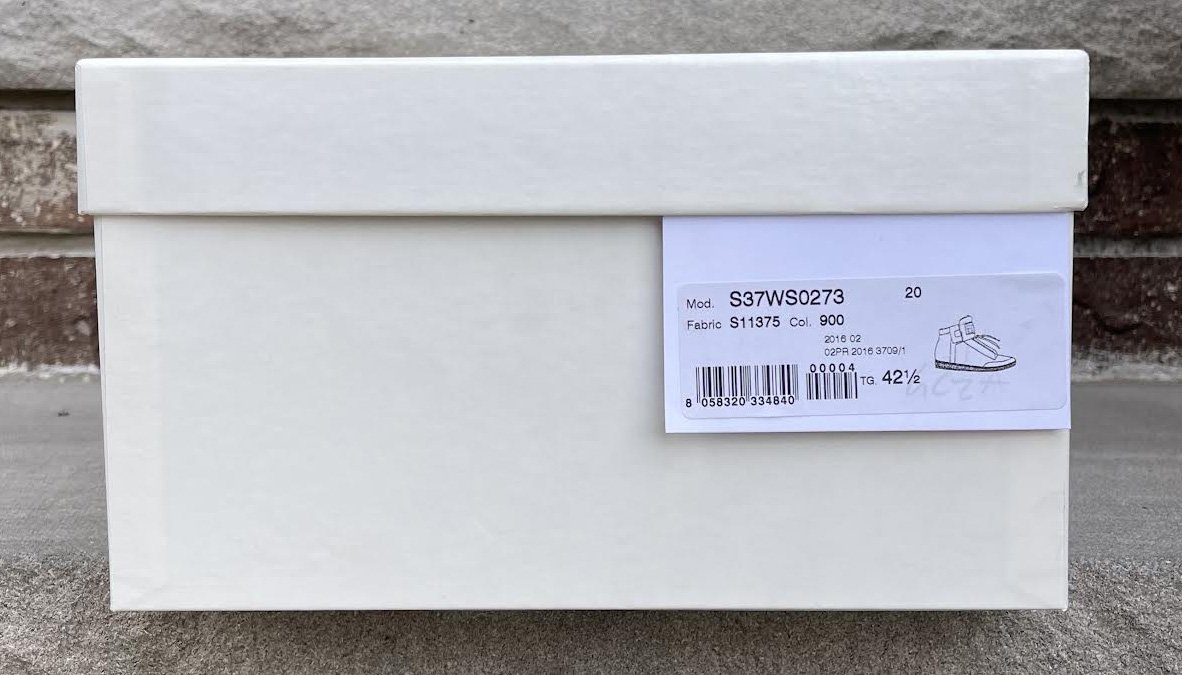 Mod. S37WS0273 20
Fabric S11375 Col. 900
2016 02
02PR 2016 3709/1
00004
TG. 42½
8 058320 334840